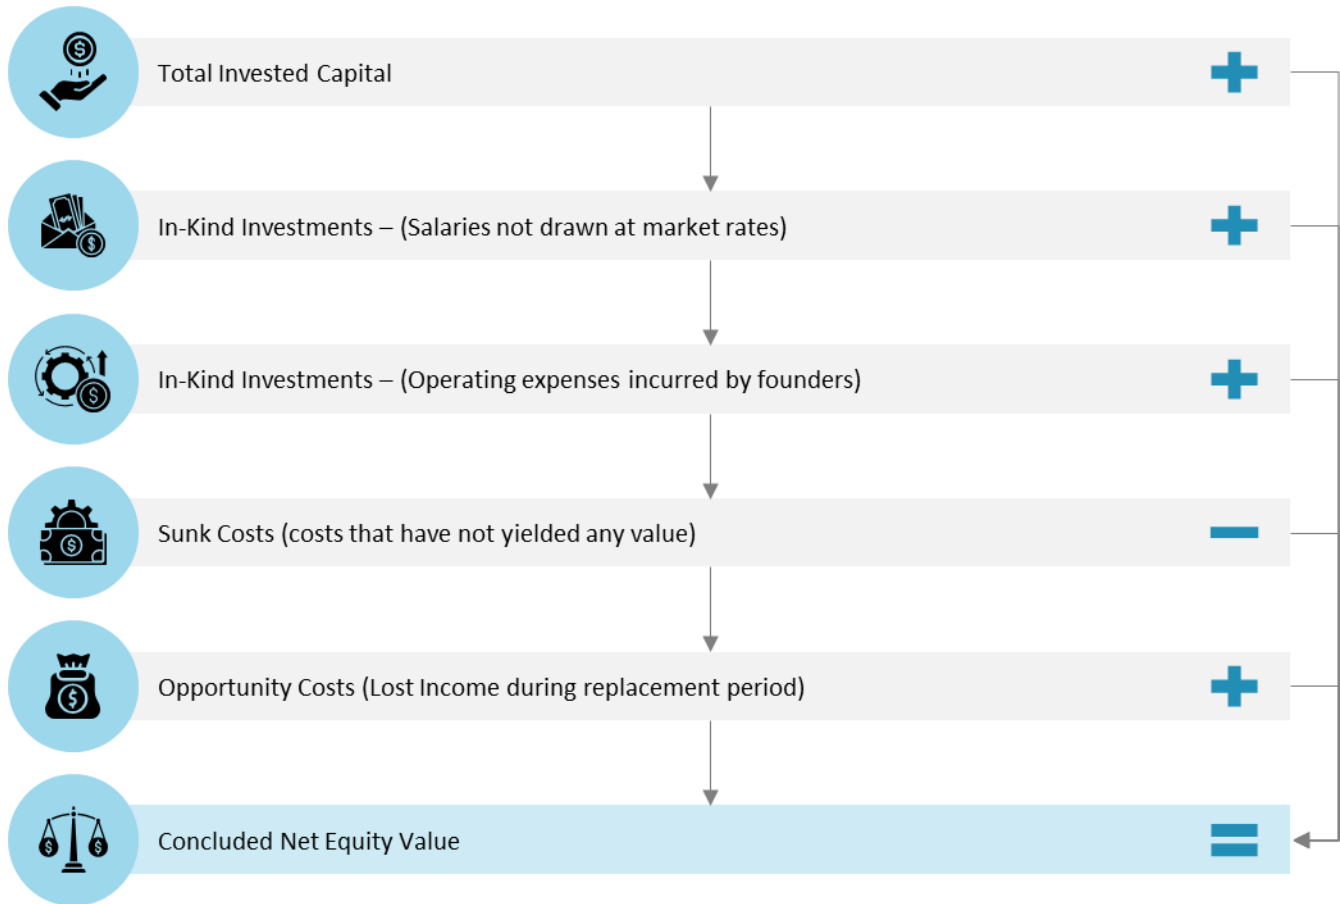 Total Invested Capital
In-Kind Investments – (Salaries not drawn at market rates)
In-Kind Investments – (Operating expenses incurred by founders)
Sunk Costs (costs that have not yielded any value)
Opportunity Costs (Lost Income during replacement period)
Concluded Net Equity Value